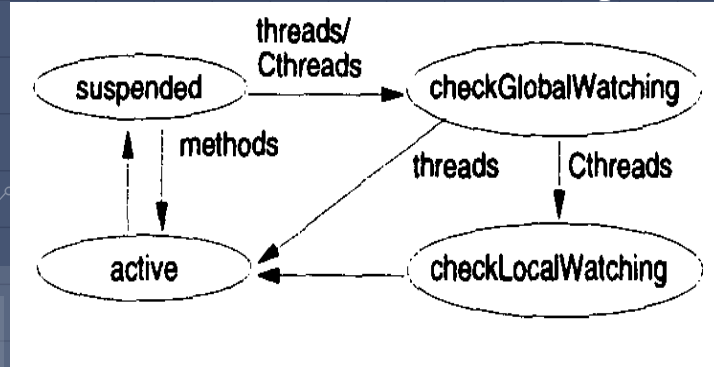 threads/
Cthreads
suspended
checkGlobalWatching
methods
threads
Cthreads
active
checkLocalWatching